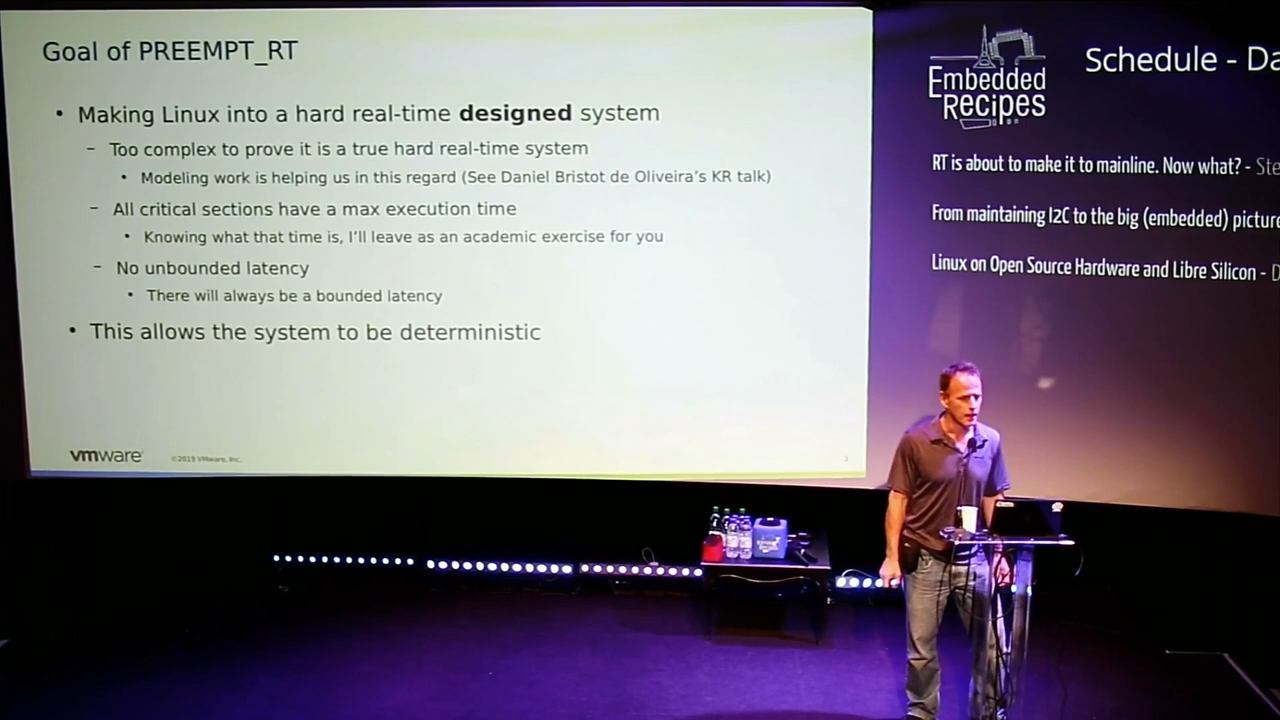 Goal of PREEMPT_RT
• Making Linux into a hard real-time designed system
– Too complex to prove it is a true hard real-time system
• Modeling work is helping us in this regard (See Daniel Bristot de Oliveira's KR talk)
– All critical sections have a max execution time
• Knowing what that time is, I'll leave as an academic exercise for you
– No unbounded latency
• There will always be a bounded latency
• This allows the system to be deterministic
vmware
©2019 VMware, Inc.
Embedded
Recipes
Schedule - Da
RT is about to make it to mainline. Now what? - Ste
From maintaining I2C to the big (embedded) picture
Linux on Open Source Hardware and Libre Silicon - D